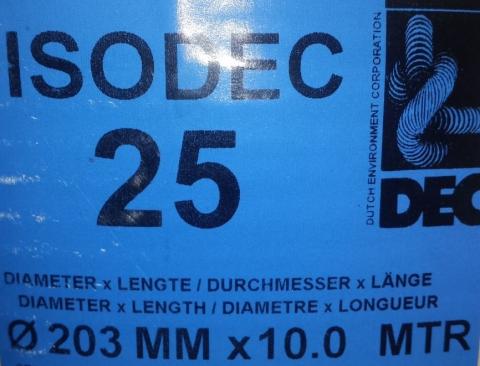 ISODEC
25
DUTCH ENVIRONMENT CORPORATION
DEC
DIAMETER x LENGTE / DURCHMESSER x LÄNGE
DIAMETER x LENGTH / DIAMETRE x LONGUEUR
Ø 203 MM x10.0 MTR